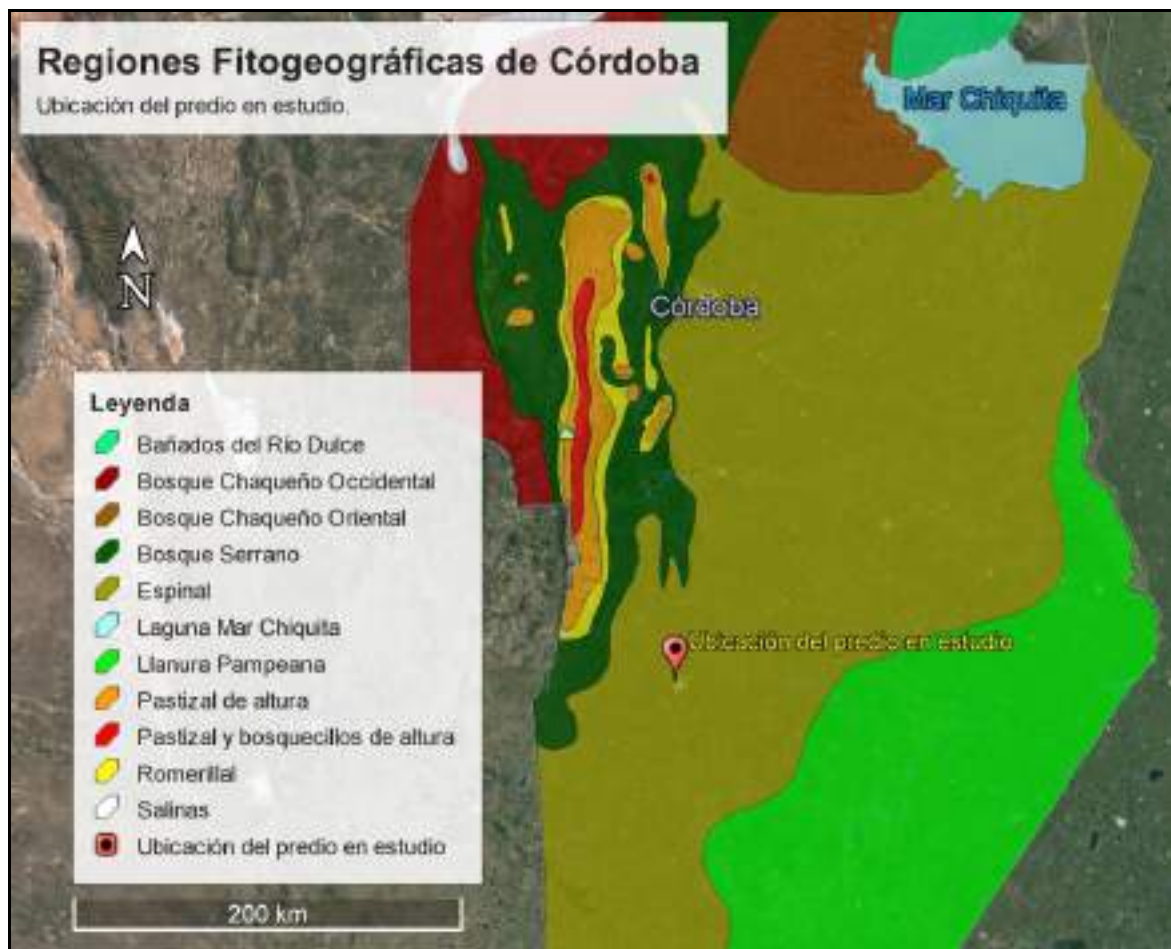 Regiones Fitogeográficas de Córdoba
Ubicación del predio en estudio.
Mar Chiquita
N
Córdoba
Leyenda
Bañados del Río Dulce
Bosque Chaqueño Occidental
Bosque Chaqueño Oriental
Bosque Serrano
Espinal
Laguna Mar Chiquita
Llanura Pampeana
Pastizal de altura
Pastizal y bosquecillos de altura
Romerillal
Salinas
Ubicación del predio en estudio
Ubicación del predio en estudio
200 km